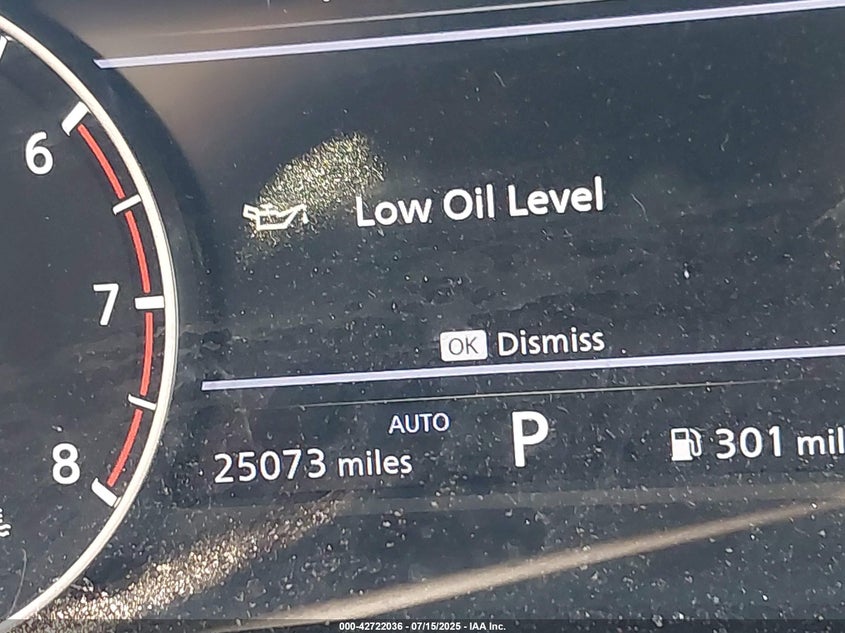 6
Low Oil Level
7
OK Dismiss
AUTO
P
25073 miles
301 mil
8
000-42722036 - 07/15/2025 - IAA Inc.